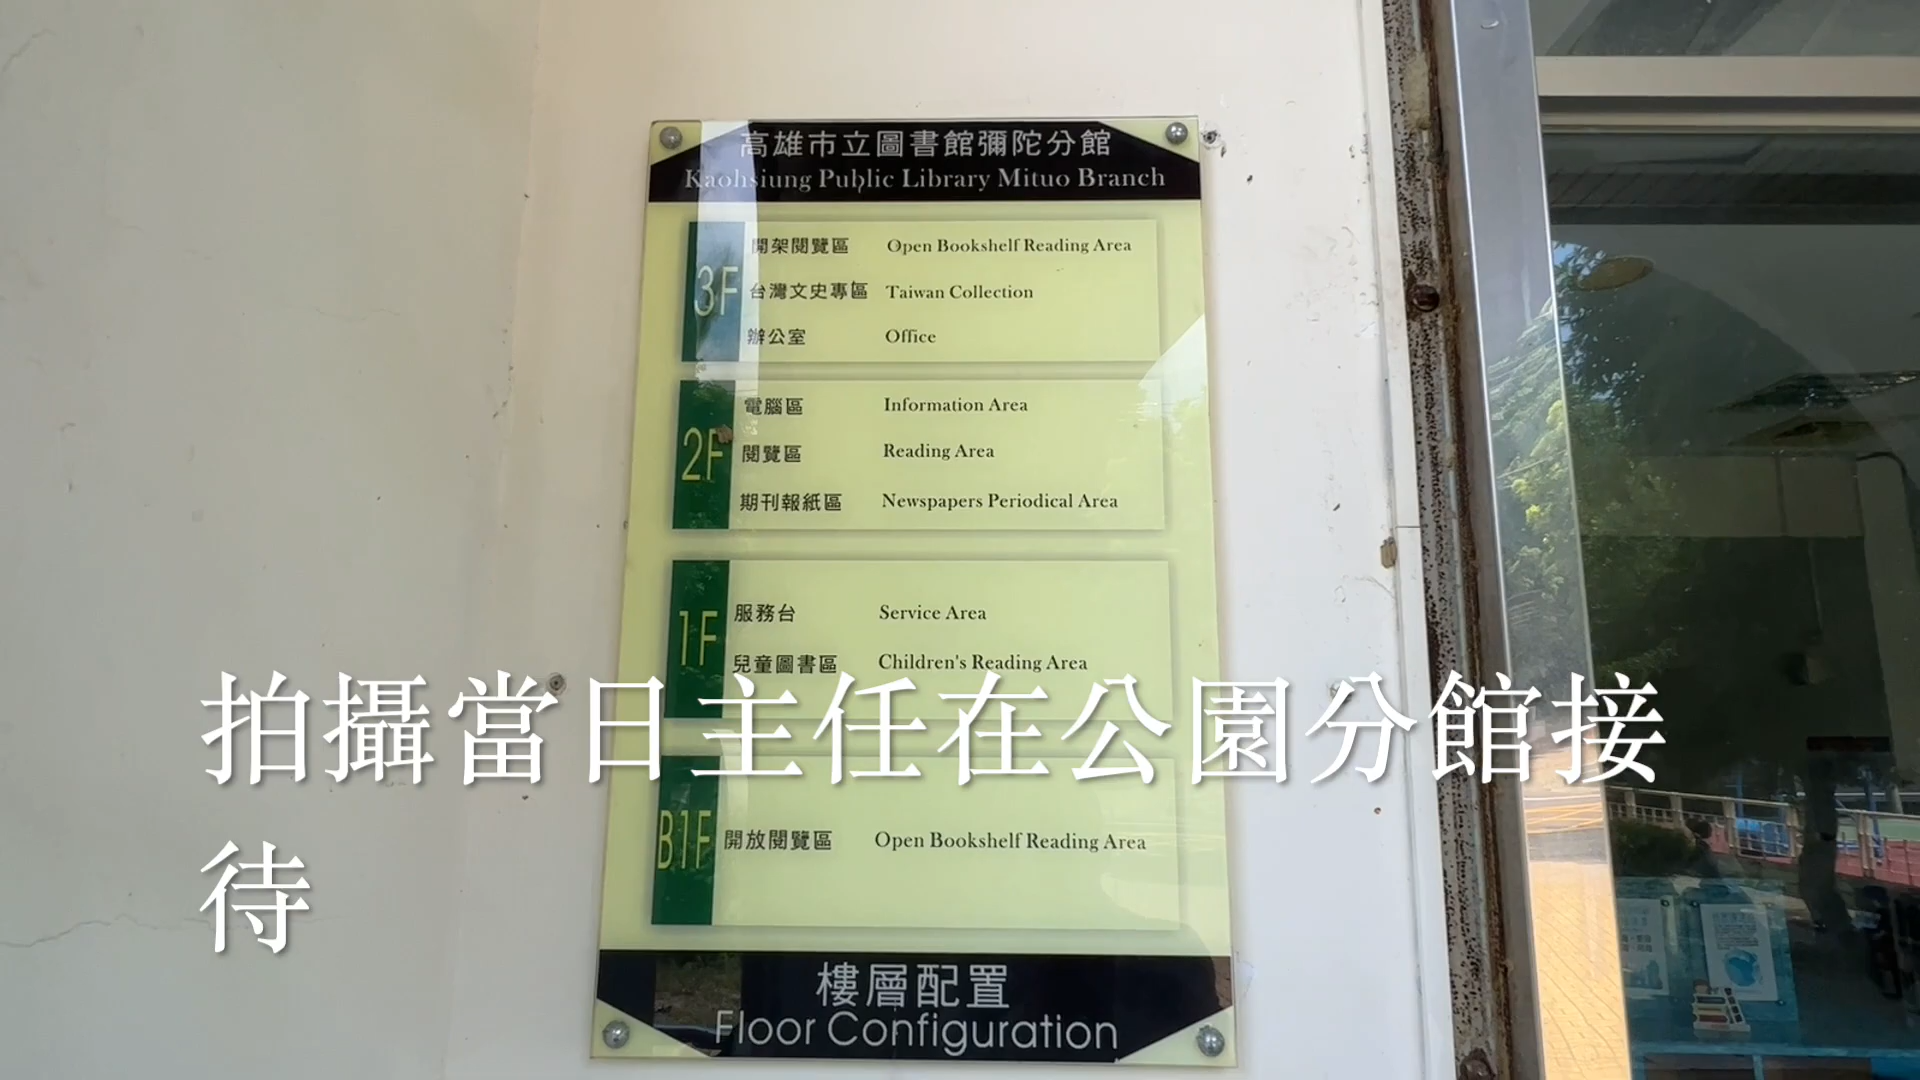 高雄市立圖書館彌陀分館
Kaohsiung Public Library Mituo Branch
3F
開架閱覽區 Open Bookshelf Reading Area
台灣文史專區 Taiwan Collection
辦公室 Office
2F
電腦區 Information Area
閱覽區 Reading Area
期刊報紙區 Newspapers Periodical Area
1F
服務台 Service Area
兒童圖書區 Children's Reading Area
拍攝當日主任在公園分館接
待
B1F
開放閱覽區 Open Bookshelf Reading Area
樓層配置
Floor Configuration